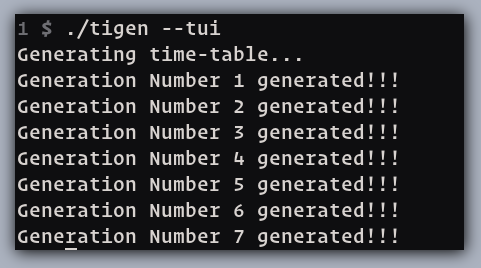 1 $ ./tigen --tui
Generating time-table...
Generation Number 1 generated!!!
Generation Number 2 generated!!!
Generation Number 3 generated!!!
Generation Number 4 generated!!!
Generation Number 5 generated!!!
Generation Number 6 generated!!!
Generation Number 7 generated!!!